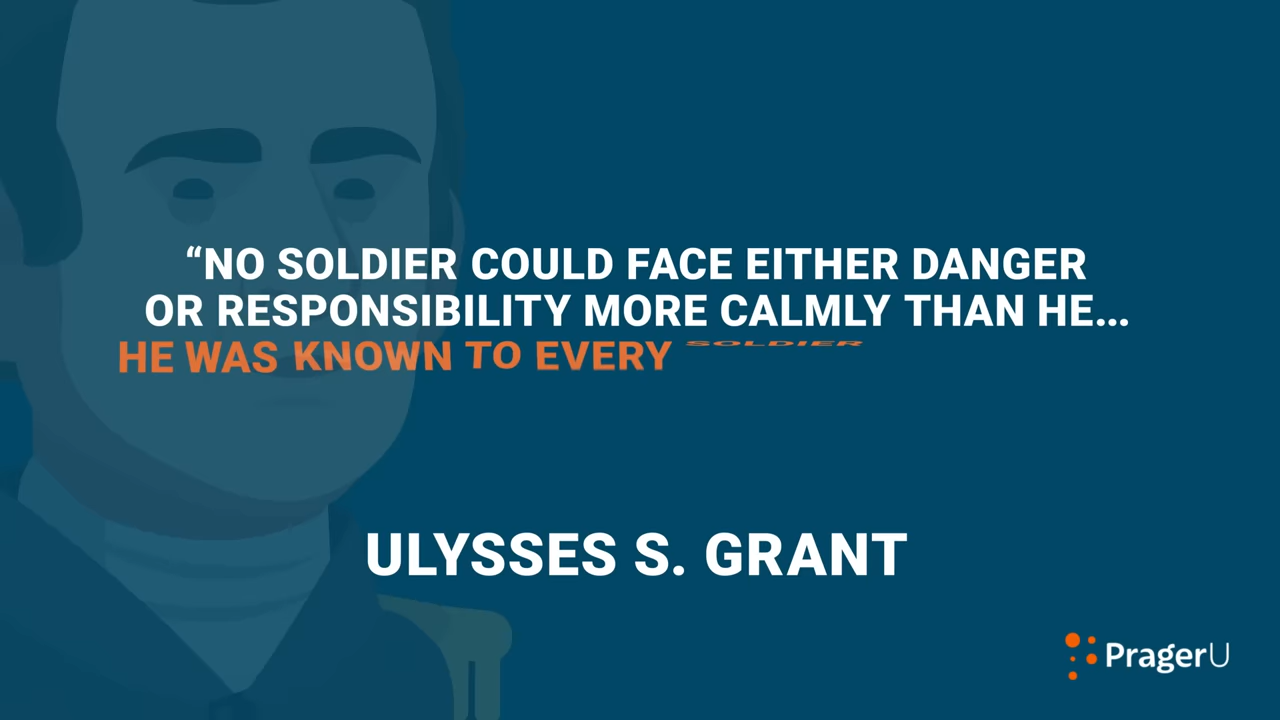 “NO SOLDIER COULD FACE EITHER DANGER
OR RESPONSIBILITY MORE CALMLY THAN HE...
HE WAS KNOWN TO EVERY SOLDIER
ULYSSES S. GRANT
PragerU